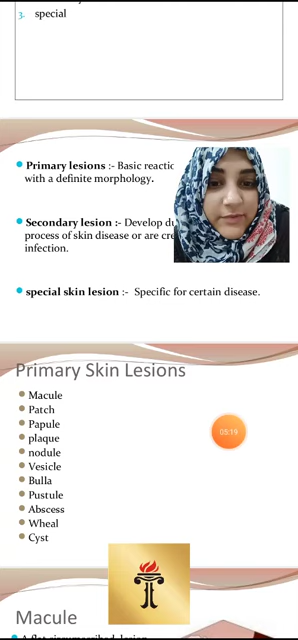 3. special
Primary lesions :- Basic
with a definite morphology.
Secondary lesion :- Develop
process of skin disease or are
infection.
special skin lesion :- Specific for certain disease.
Primary Skin Lesions
Macule
Patch
Papule
plaque
nodule
Vesicle
Bulla
Pustule
Abscess
Wheal
Cyst
05:19
Macule